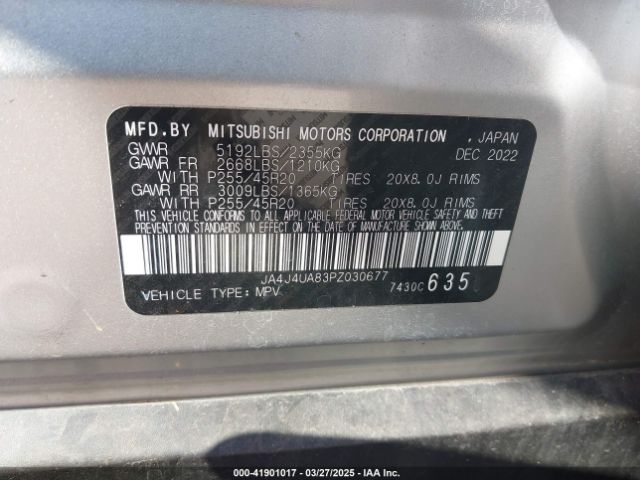 MFD.BY MITSUBISHI MOTORS CORPORATION , JAPAN
GVWR 5192LBS/2355KG DEC 2022
GAWR FR 2668LBS/1210KG
WITH P255/45R20 TIRES 20X8.0J RIMS
GAWR RR 3009LBS/1365KG
WITH P255/45R20 TIRES 20X8.0J RIMS
THIS VEHICLE CONFORMS TO ALL APPLICABLE FEDERAL MOTOR VEHICLE SAFETY AND THEFT
PREVENTION STANDARDS IN EFFECT ON THE DATE OF MANUFACTURE SHOWN ABOVE.
JA4J4UA83PZ030677
VEHICLE TYPE: MPV 7430C 635
000-41901017 — 03/27/2025 — IAA Inc.